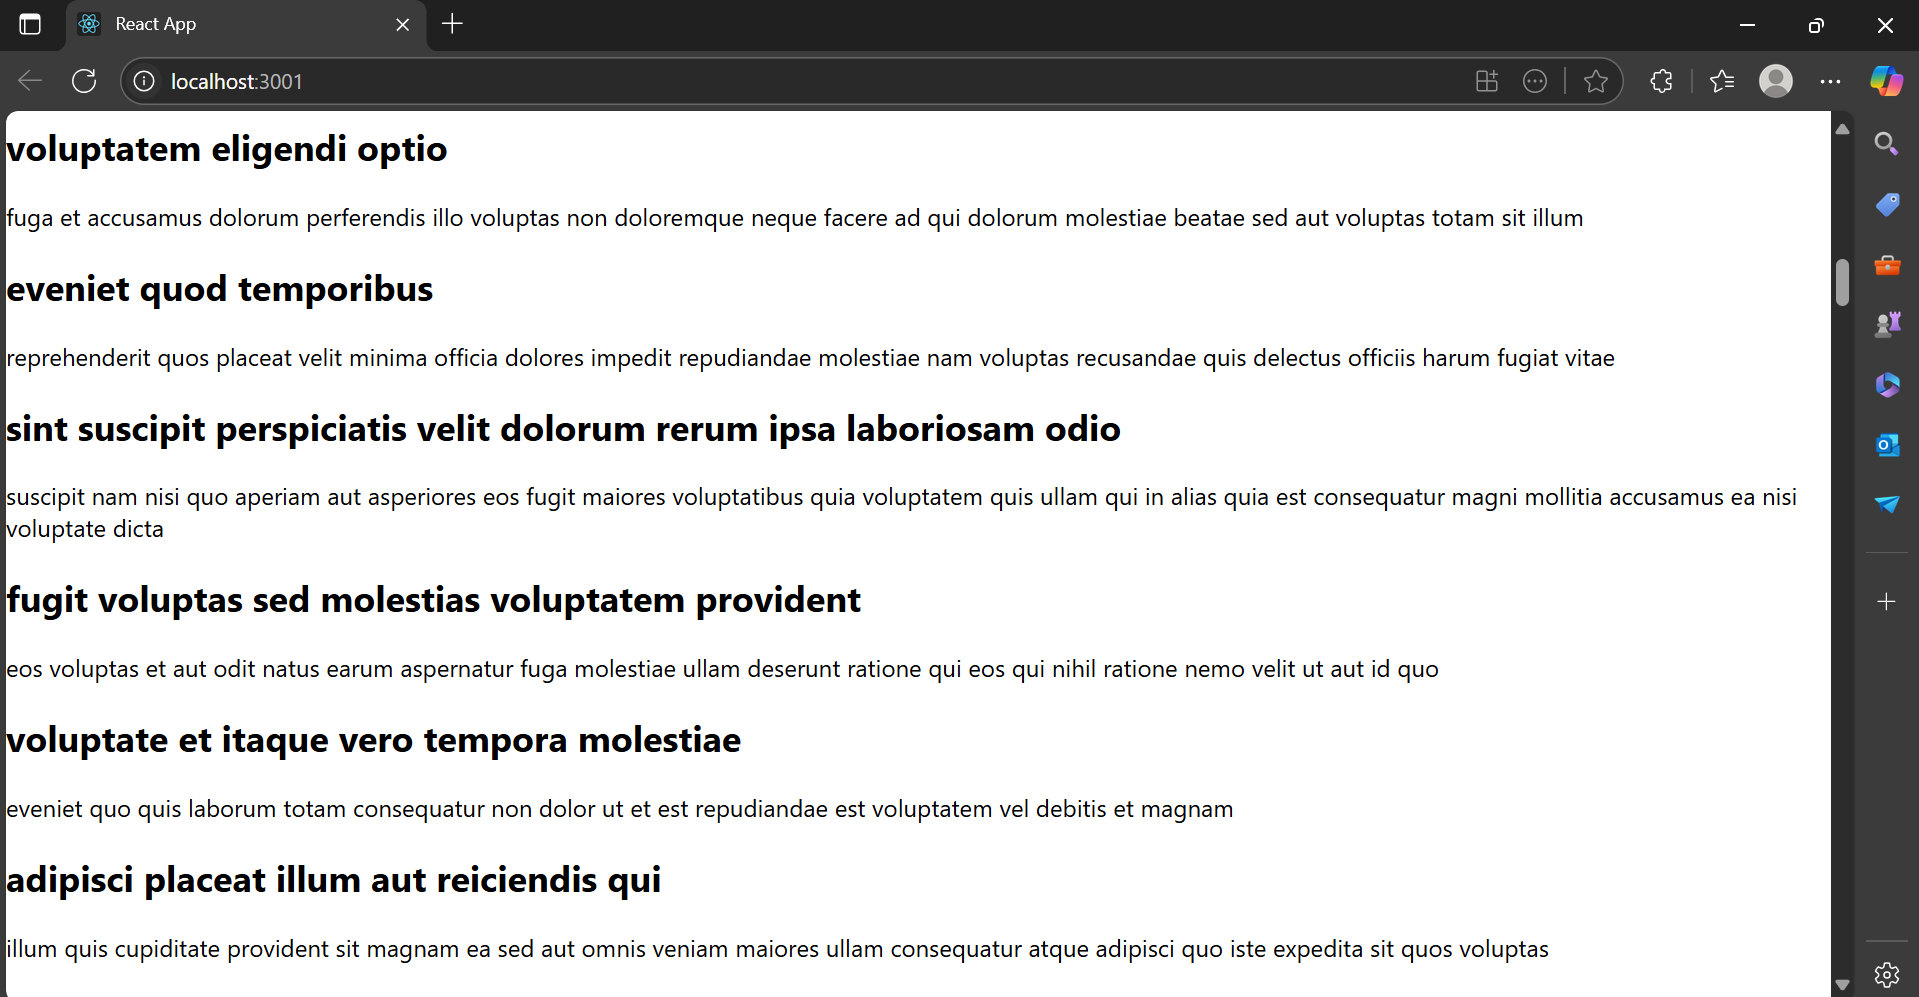 React App
localhost:3001
voluptatem eligendi optio
fuga et accusamus dolorum perferendis illo voluptas non doloremque neque facere ad qui dolorum molestiae beatae sed aut voluptas totam sit illum
eveniet quod temporibus
reprehenderit quos placeat velit minima officia dolores impedit repudiandae molestiae nam voluptas recusandae quis delectus officiis harum fugiat vitae
sint suscipit perspiciatis velit dolorum rerum ipsa laboriosam odio
suscipit nam nisi quo aperiam aut asperiores eos fugit maiores voluptatibus quia voluptatem quis ullam qui in alias quia est consequatur magni mollitia accusamus ea nisi
voluptate dicta
fugit voluptas sed molestias voluptatem provident
eos voluptas et aut odit natus earum aspernatur fuga molestiae ullam deserunt ratione qui eos qui nihil ratione nemo velit ut aut id quo
voluptate et itaque vero tempora molestiae
eveniet quo quis laborum totam consequatur non dolor ut et est repudiandae est voluptatem vel debitis et magnam
adipisci placeat illum aut reiciendis qui
illum quis cupiditate provident sit magnam ea sed aut omnis veniam maiores ullam consequatur atque adipisci quo iste expedita sit quos voluptas